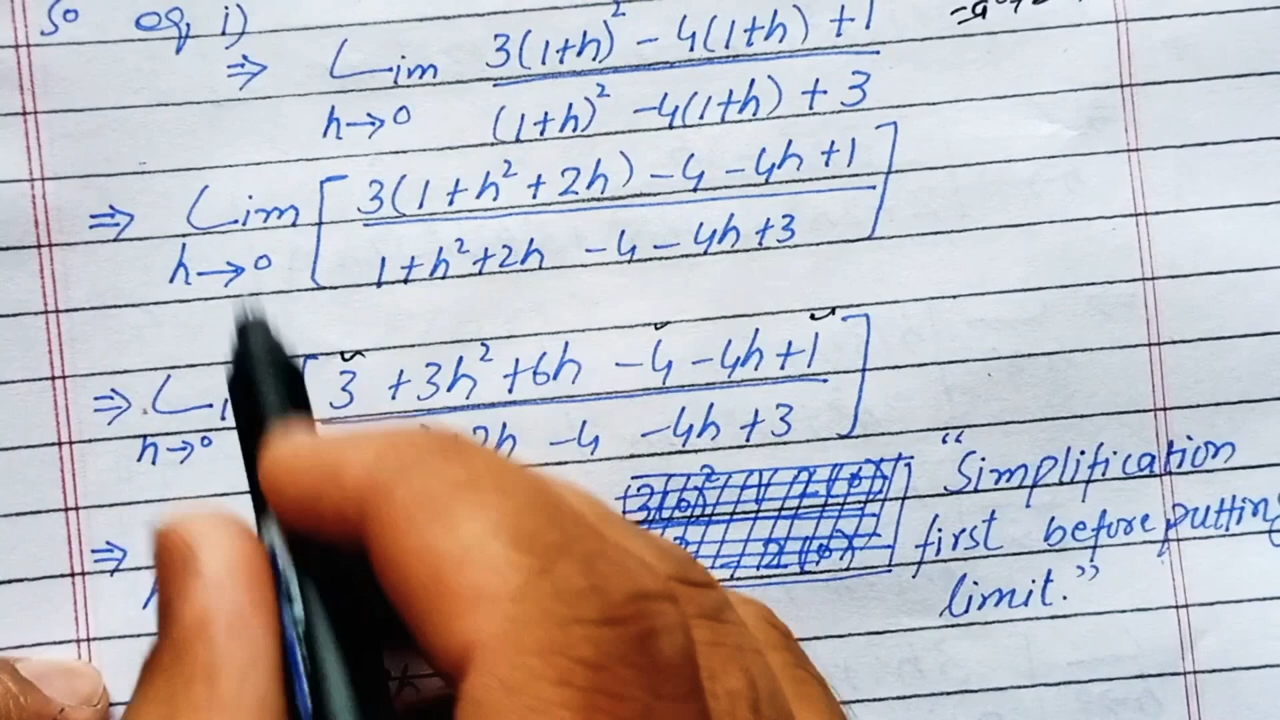 So eq i)
⇒ Lim h→0 3(1+h)² - 4(1+h) + 1 / (1+h)² - 4(1+h) + 3
⇒ Lim h→0 [ 3(1+h²+2h) - 4 - 4h + 1 / 1+h²+2h - 4 - 4h + 3 ]
⇒ h→0 [ 3 + 3h² + 6h - 4 - 4h + 1 / 2h - 4 - 4h + 3 ]
⇒
"Simplification
first before putting
limit."